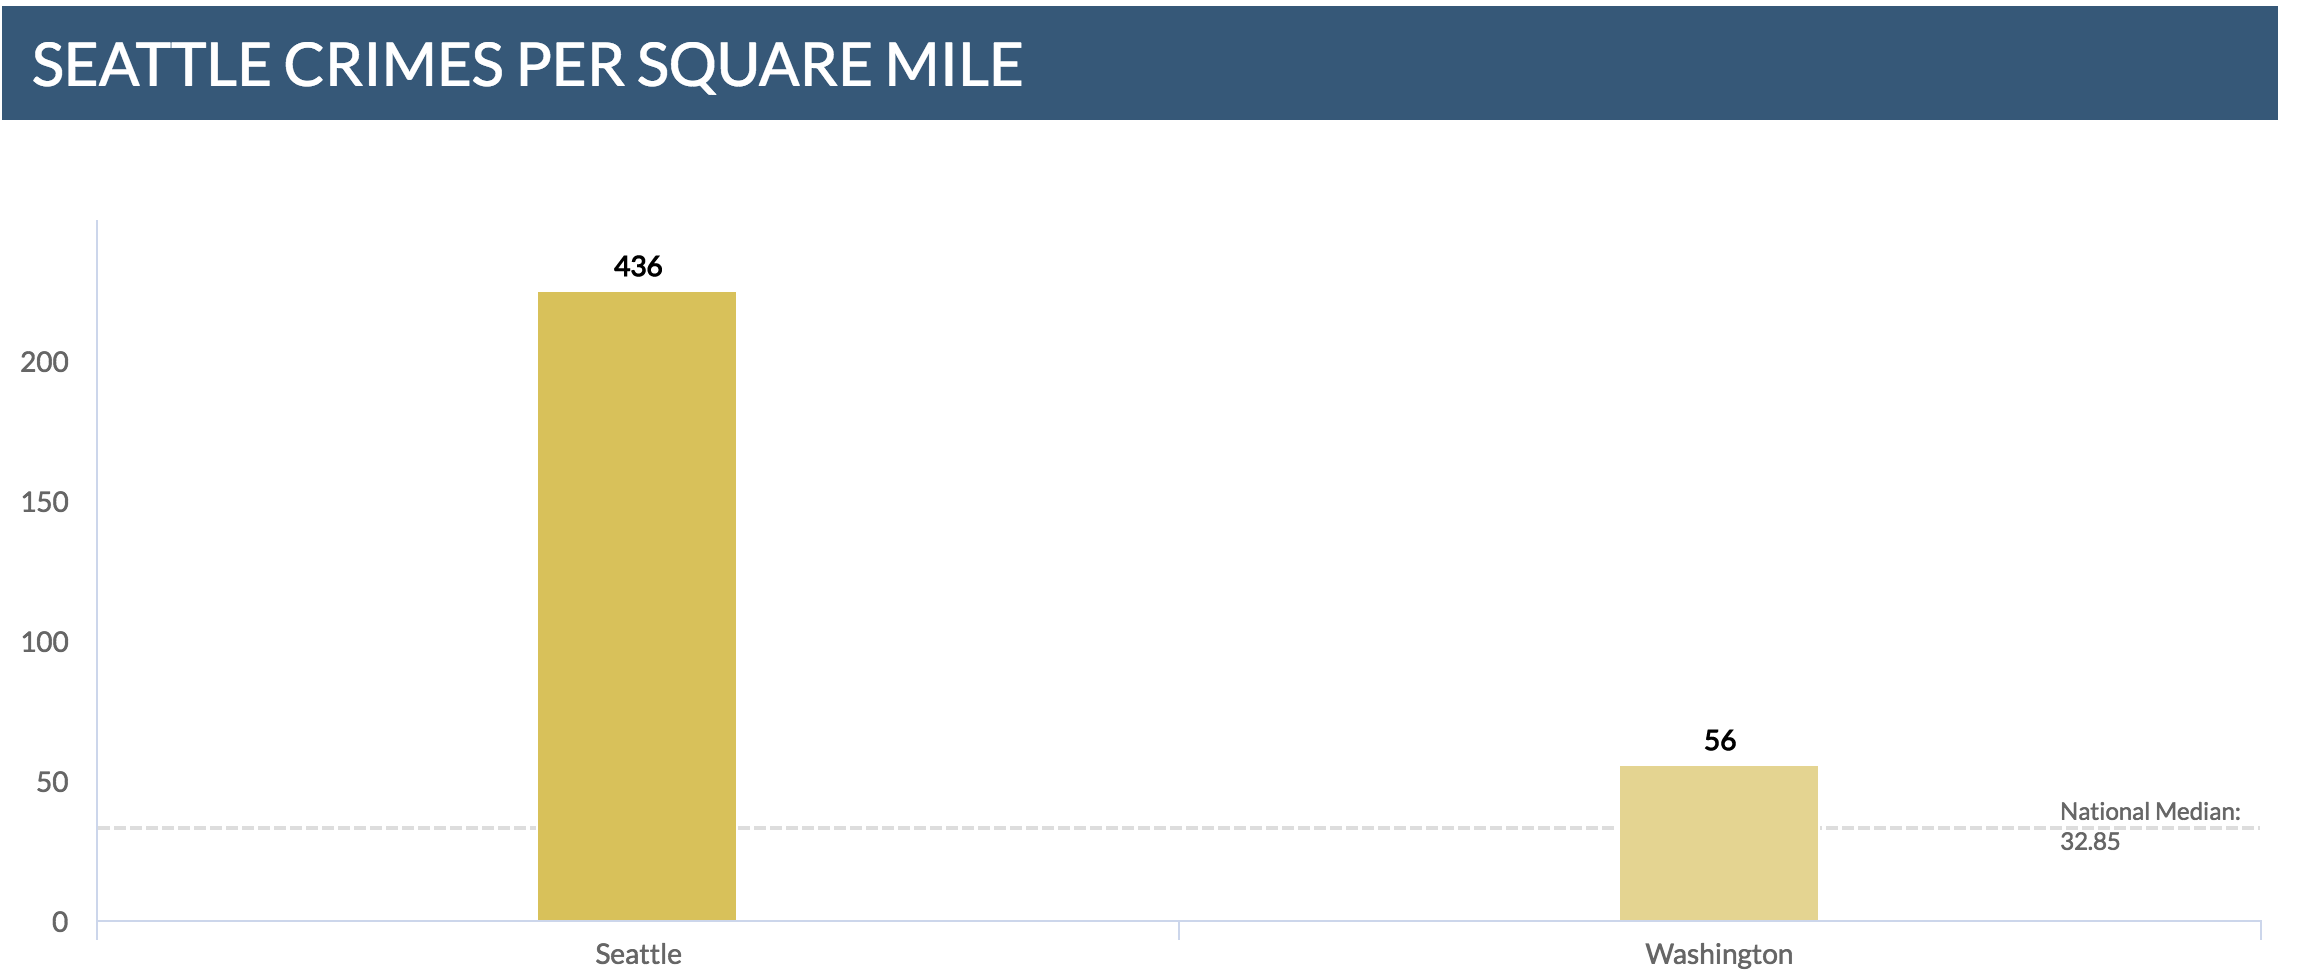 SEATTLE CRIMES PER SQUARE MILE
436
200
150
100
56
50
National Median:
32.85
0
Seattle
Washington